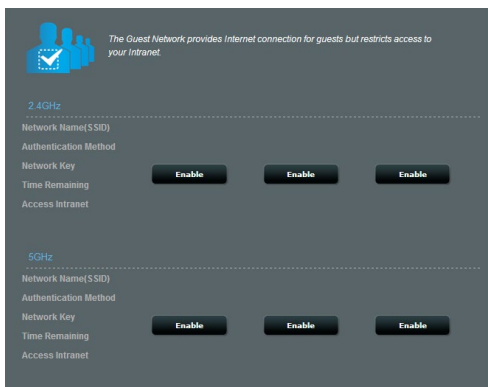 The Guest Network provides Internet connection for guests but restricts access to
your Intranet.
2.4GHz
Network Name(SSID)
Authentication Method
Network Key
Enable Enable Enable
Time Remaining
Access Intranet
5GHz
Network Name(SSID)
Authentication Method
Network Key
Enable Enable Enable
Time Remaining
Access Intranet